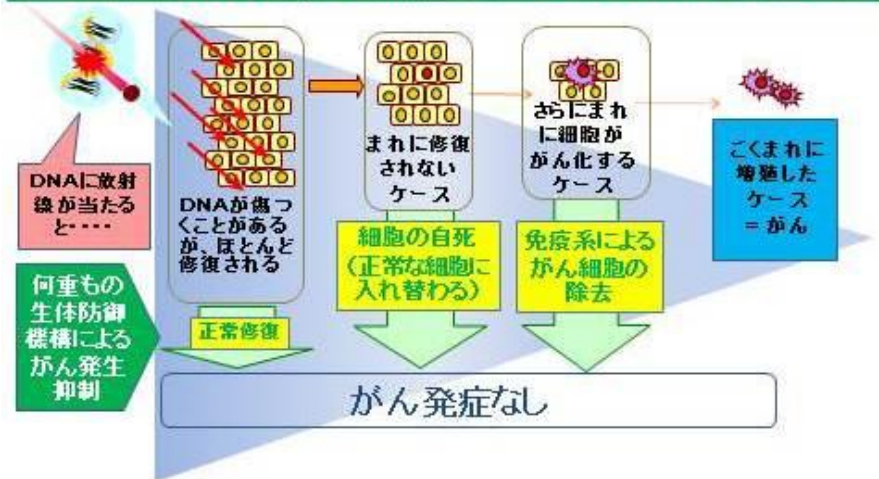 DNAに放射
線が当たる
と・・・・
DNAが傷つ
くことがある
が、ほとんど
修復される
まれに修復
されない
ケース
さらにまれ
に細胞が
がん化する
ケース
ごくまれに
増殖した
ケース
=がん
何重もの
生体防御
機構による
がん発生
抑制
正常修復
細胞の自死
(正常な細胞に
入れ替わる)
免疫系による
がん細胞の
除去
がん発症なし